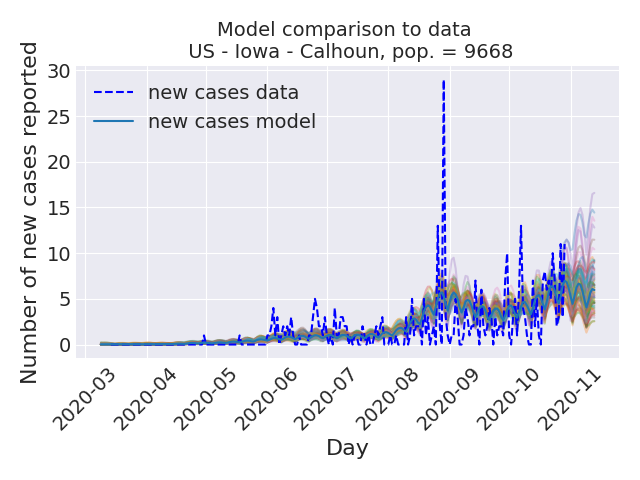 Model comparison to data
US - Iowa - Calhoun, pop. = 9668
Number of new cases reported
30
25
20
15
10
5
0
new cases data
new cases model
2020-03
2020-04
2020-05
2020-06
2020-07
2020-08
2020-09
2020-10
2020-11
Day